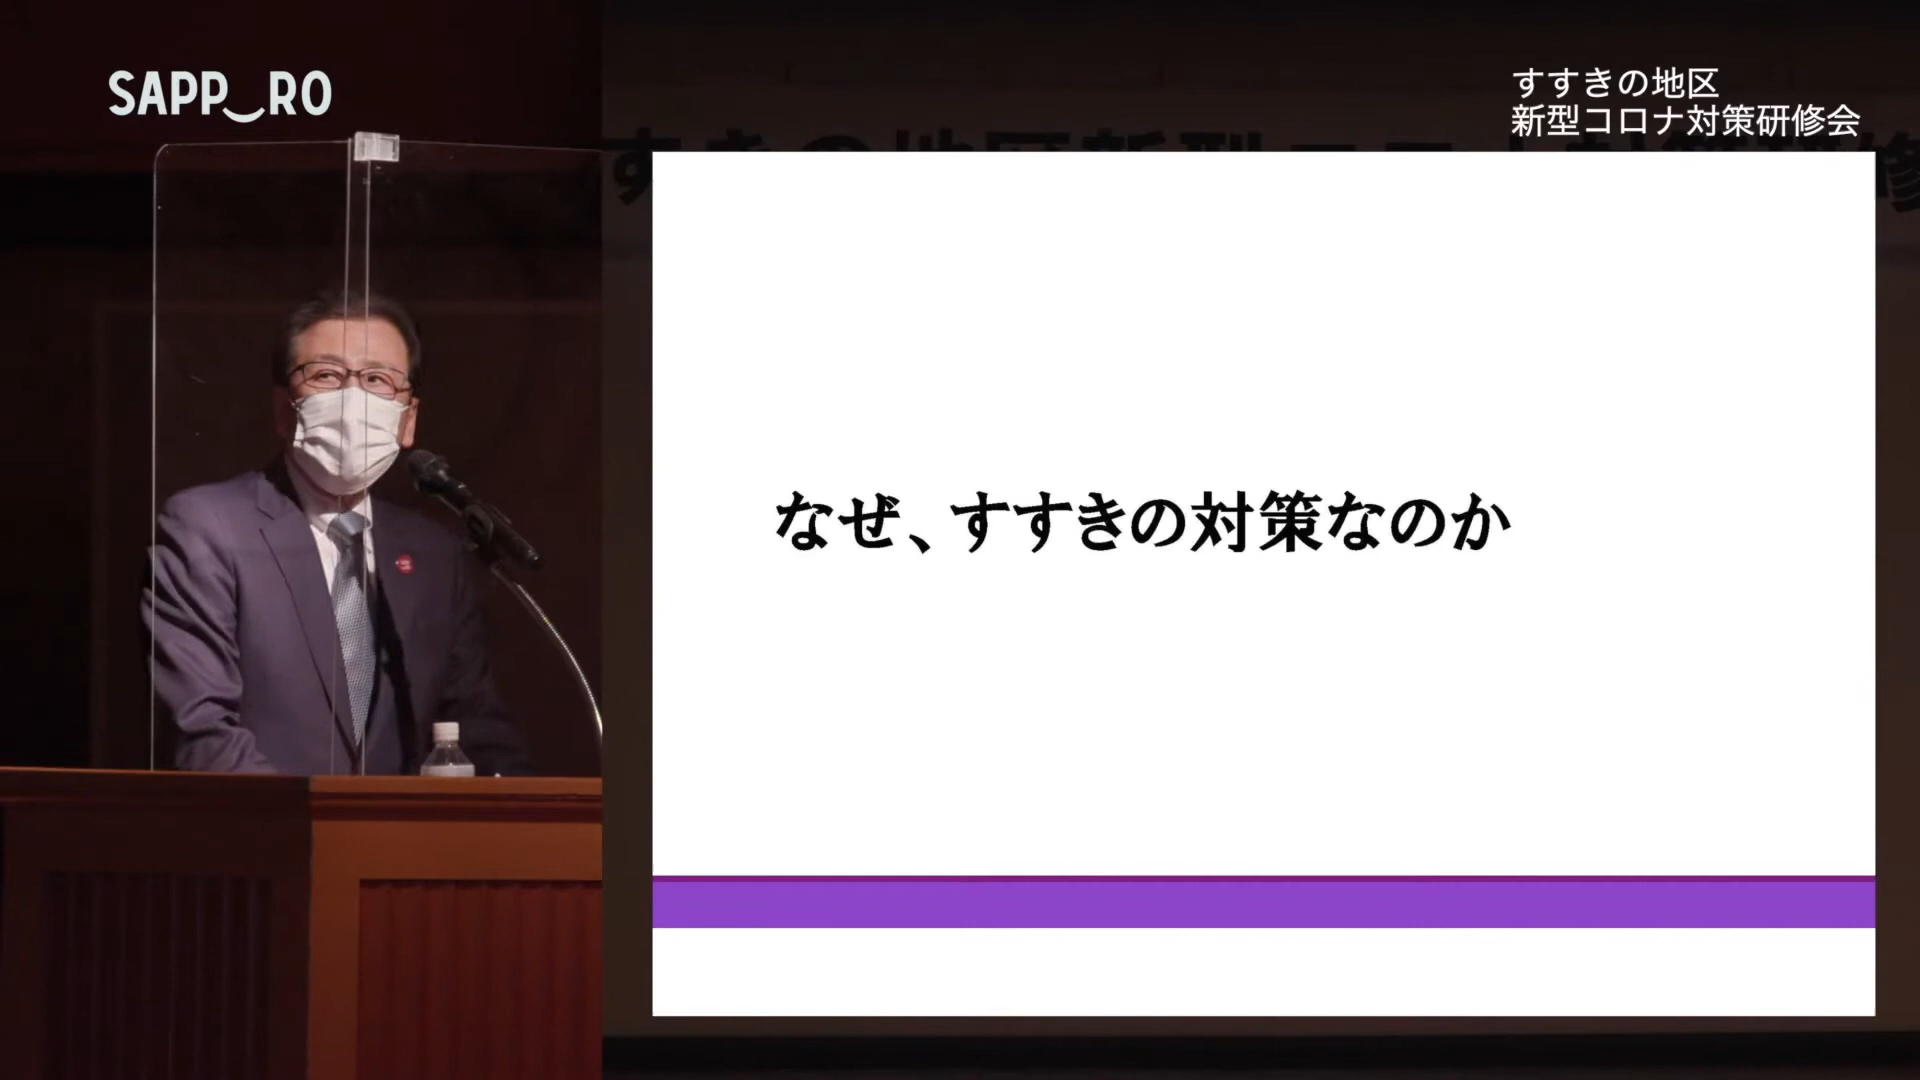 SAPP‿RO
すすきの地区
新型コロナ対策研修会
なぜ、すすきの対策なのか